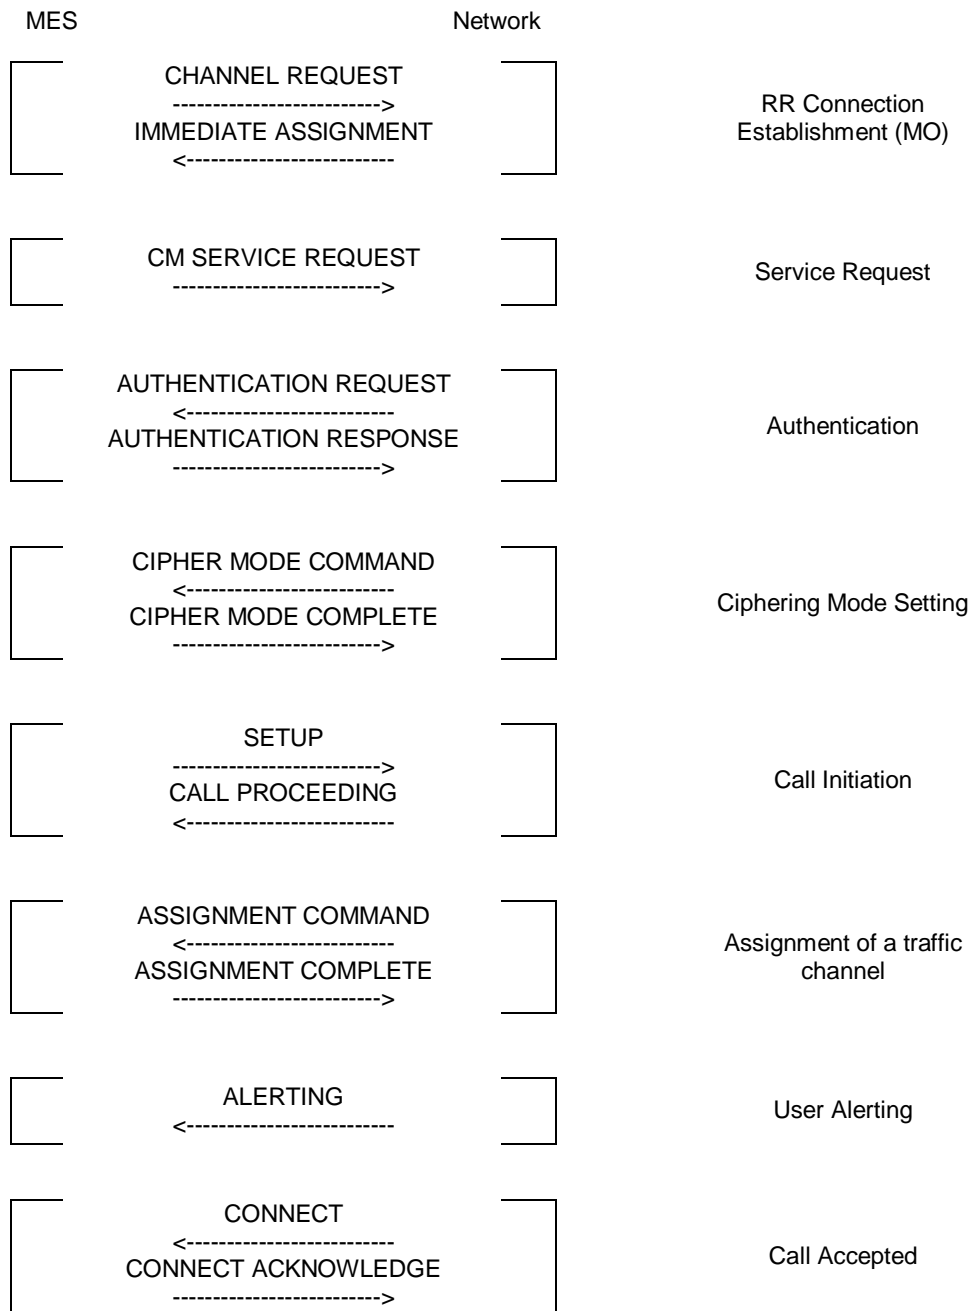 MES Network
CHANNEL REQUEST
-------------------------->
IMMEDIATE ASSIGNMENT
<--------------------------
RR Connection
Establishment (MO)
CM SERVICE REQUEST
-------------------------->
Service Request
AUTHENTICATION REQUEST
<--------------------------
AUTHENTICATION RESPONSE
-------------------------->
Authentication
CIPHER MODE COMMAND
<--------------------------
CIPHER MODE COMPLETE
-------------------------->
Ciphering Mode Setting
SETUP
-------------------------->
CALL PROCEEDING
<--------------------------
Call Initiation
ASSIGNMENT COMMAND
<--------------------------
ASSIGNMENT COMPLETE
-------------------------->
Assignment of a traffic
channel
ALERTING
<--------------------------
User Alerting
CONNECT
<--------------------------
CONNECT ACKNOWLEDGE
-------------------------->
Call Accepted